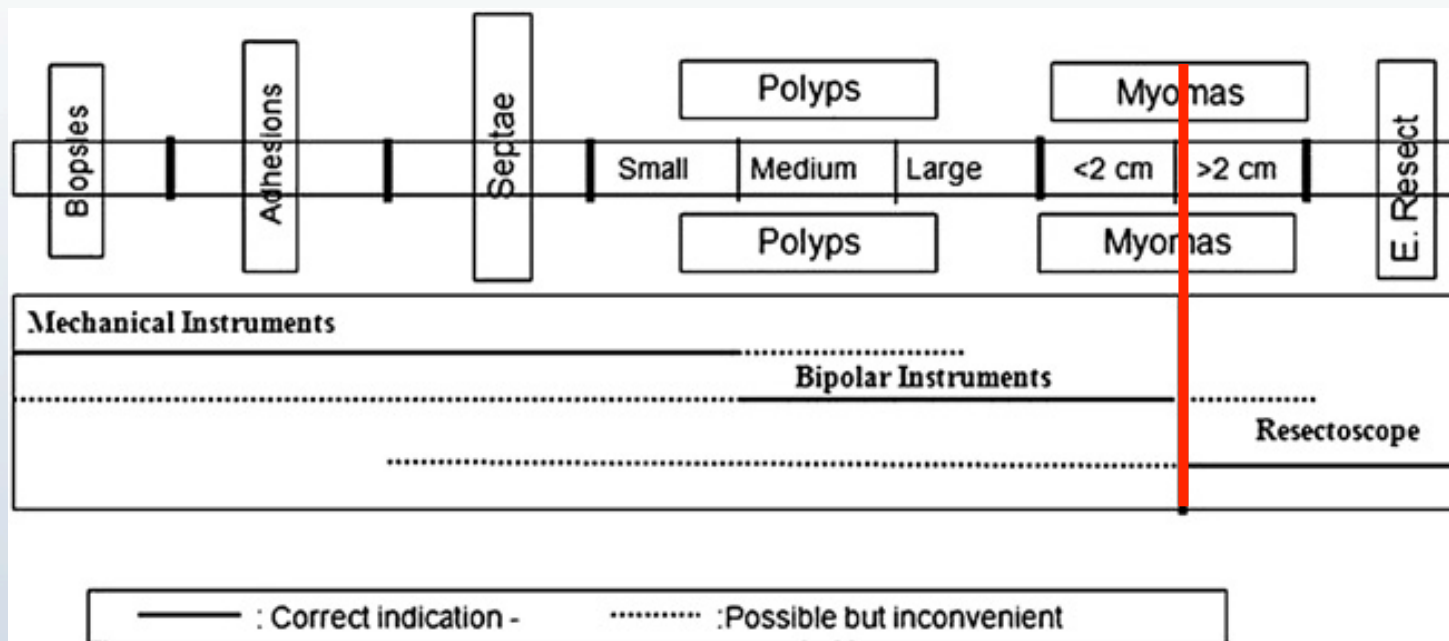 Biopsies
Adhesions
Septae
Polyps
Myomas
E. Resect
Small
Medium
Large
<2 cm
>2 cm
Polyps
Myomas
Mechanical Instruments
Bipolar Instruments
Resectoscope
: Correct indication -
:Possible but inconvenient